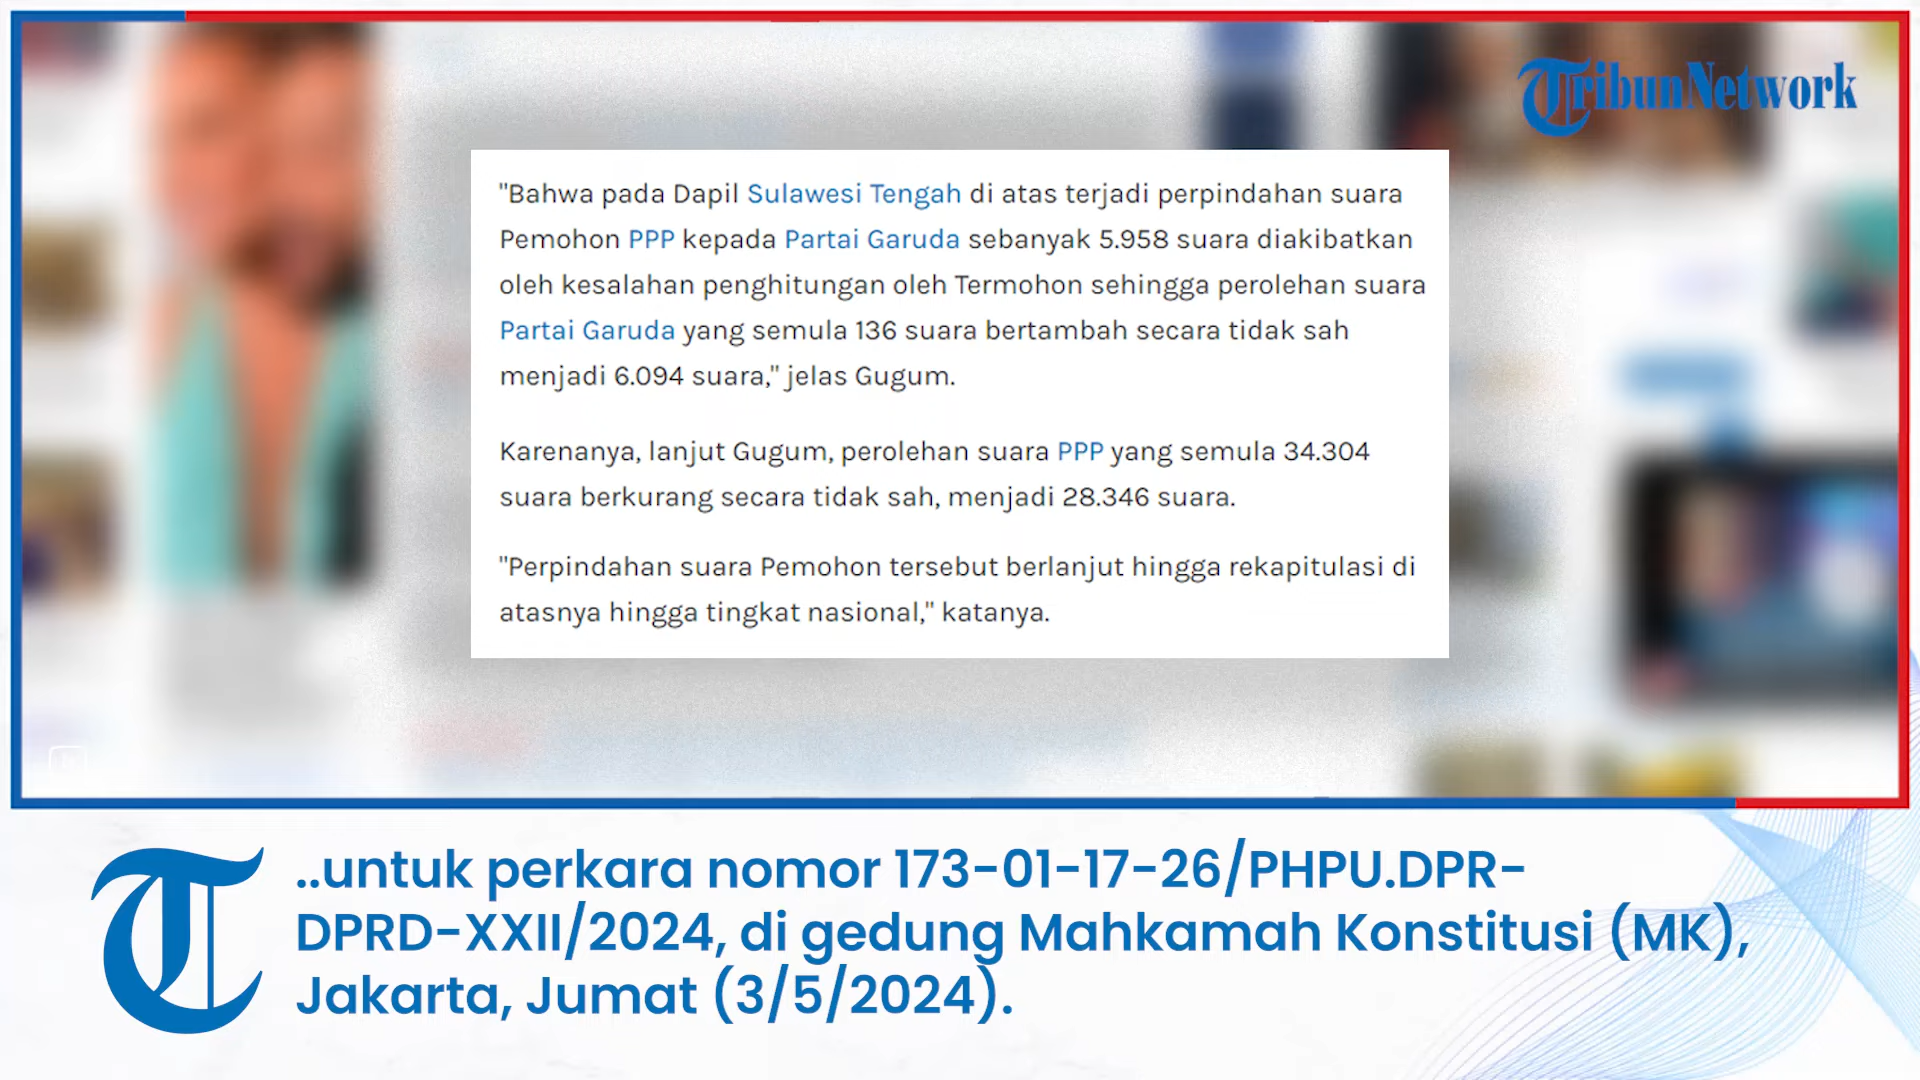 TribunNetwork
"Bahwa pada Dapil Sulawesi Tengah di atas terjadi perpindahan suara
Pemohon PPP kepada Partai Garuda sebanyak 5.958 suara diakibatkan
oleh kesalahan penghitungan oleh Termohon sehingga perolehan suara
Partai Garuda yang semula 136 suara bertambah secara tidak sah
menjadi 6.094 suara," jelas Gugum.
Karenanya, lanjut Gugum, perolehan suara PPP yang semula 34.304
suara berkurang secara tidak sah, menjadi 28.346 suara.
"Perpindahan suara Pemohon tersebut berlanjut hingga rekapitulasi di
atasnya hingga tingkat nasional," katanya.
T
..untuk perkara nomor 173-01-17-26/PHPU.DPR-
DPRD-XXII/2024, di gedung Mahkamah Konstitusi (MK),
Jakarta, Jumat (3/5/2024).